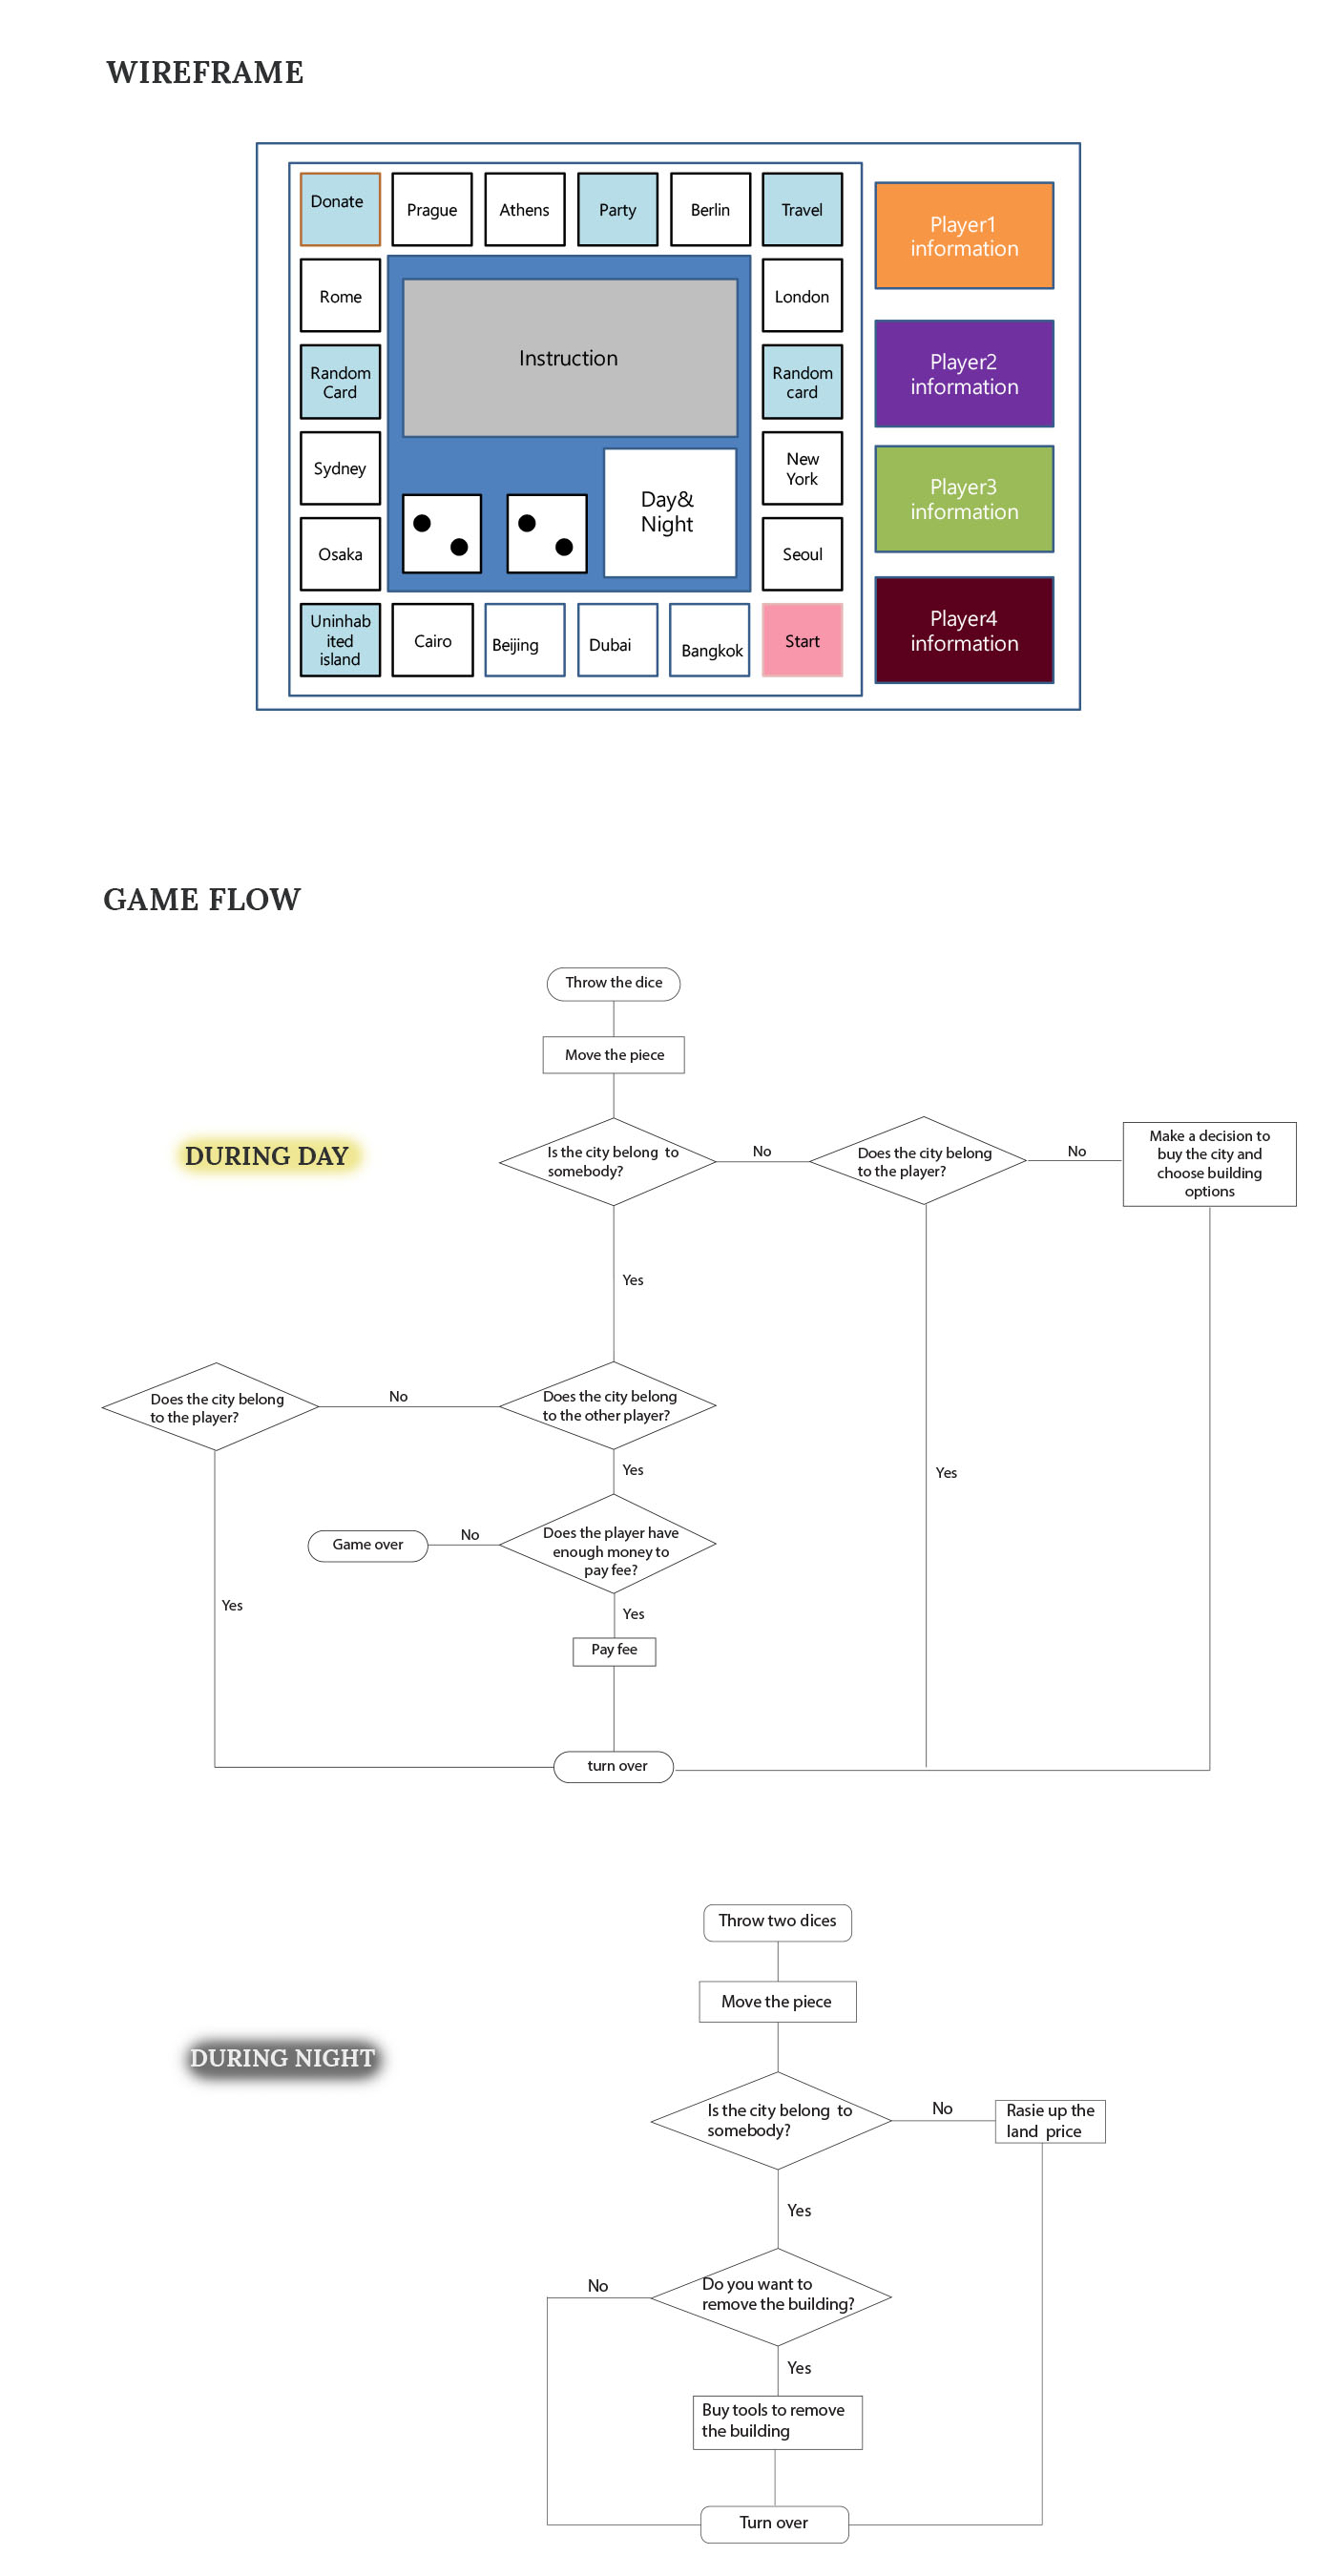 WIREFRAME
Donate
Prague
Athens
Party
Berlin
Travel
Player1
information
Rome
London
Instruction
Random
Card
Random
card
Player2
information
Sydney
New
York
Day&
Night
Player3
information
Osaka
Seoul
Uninhab
ited
island
Cairo
Beijing
Dubai
Bangkok
Start
Player4
information
GAME FLOW
Throw the dice
Move the piece
DURING DAY
Is the city belong to
somebody?
No
Does the city belong
to the player?
No
Make a decision to
buy the city and
choose building
options
Yes
Does the city belong
to the player?
No
Does the city belong
to the other player?
Yes
Yes
Game over
No
Does the player have
enough money to
pay fee?
Yes
Yes
Pay fee
turn over
Throw two dices
Move the piece
DURING NIGHT
Is the city belong to
somebody?
No
Rasie up the
land price
Yes
No
Do you want to
remove the building?
Yes
Buy tools to remove
the building
Turn over